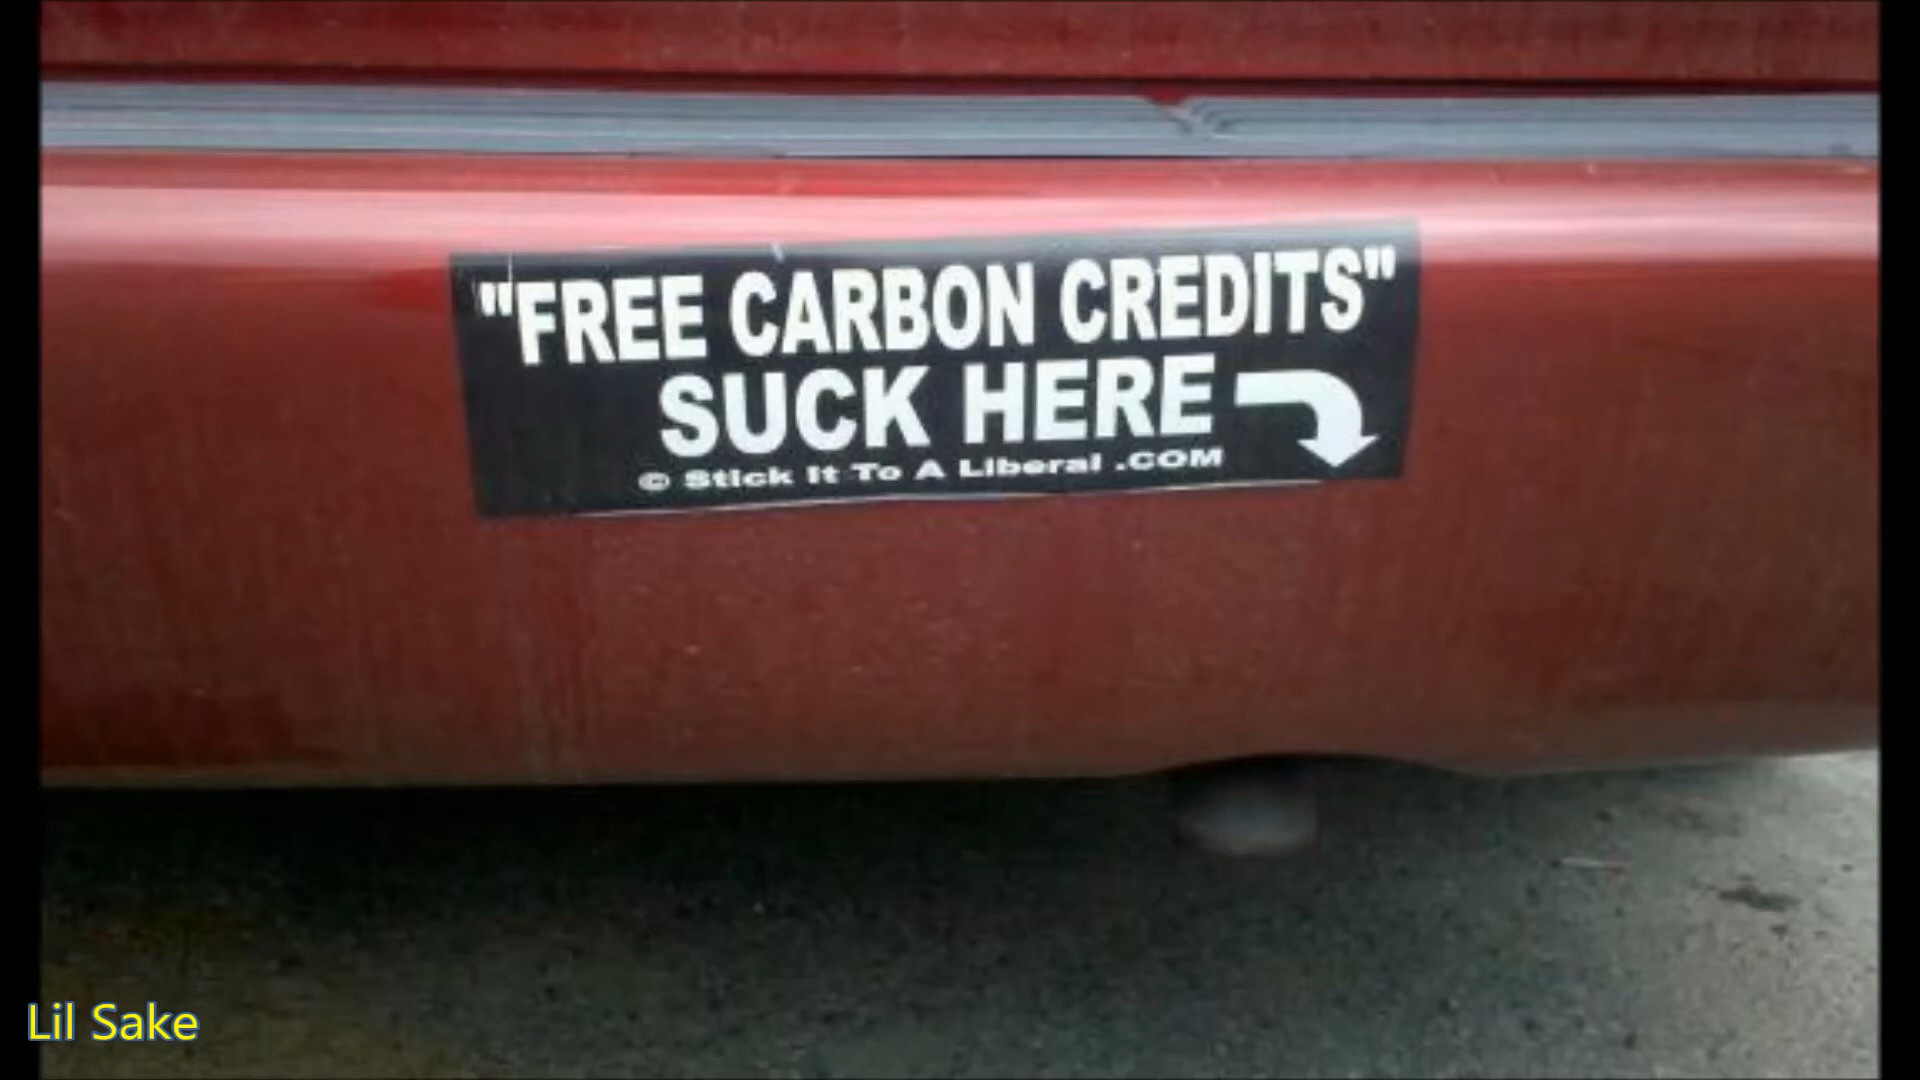 "FREE CARBON CREDITS"
SUCK HERE
© Stick It To A Liberal .COM
Lil Sake